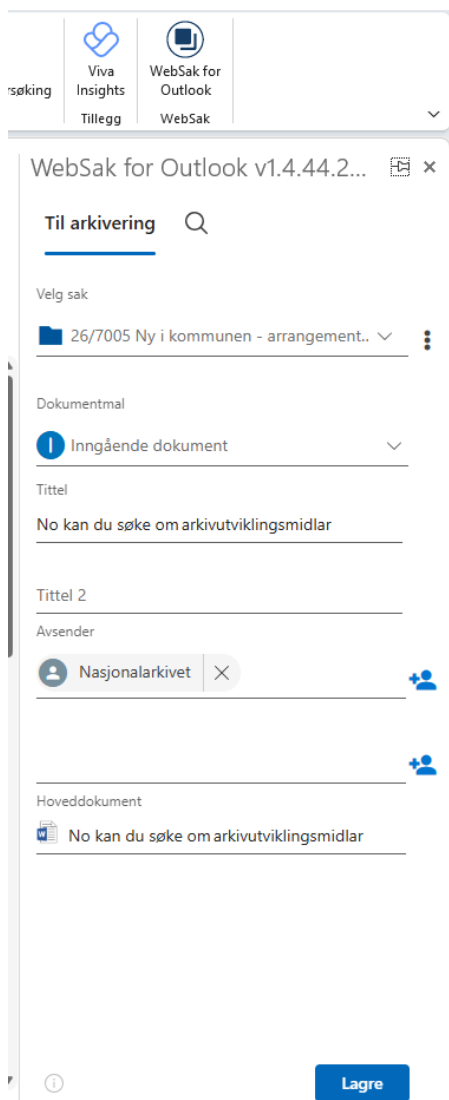 rsøking
Viva
Insights
WebSak for
Outlook
Tillegg
WebSak
WebSak for Outlook v1.4.44.2...
Til arkivering
Velg sak
26/7005 Ny i kommunen - arrangement..
Dokumentmal
I Inngående dokument
Tittel
No kan du søke om arkivutviklingsmidlar
Tittel 2
Avsender
Nasjonalarkivet
Hoveddokument
No kan du søke om arkivutviklingsmidlar
Lagre